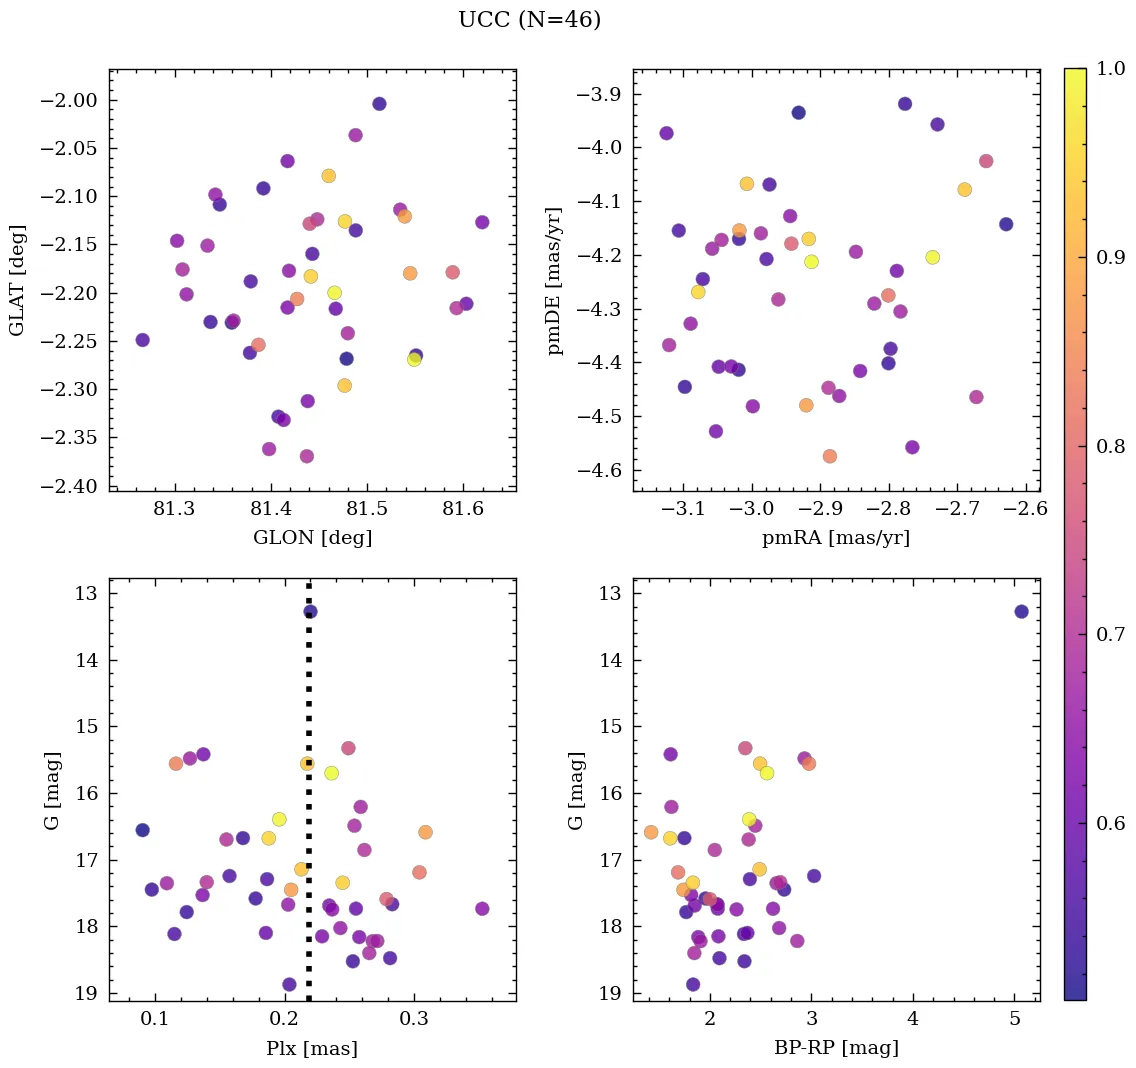 UCC (N=46)
−2.00
−2.05
−2.10
−2.15
−2.20
−2.25
−2.30
−2.35
−2.40
GLAT [deg]
81.3 81.4 81.5 81.6
GLON [deg]
−3.9
−4.0
−4.1
−4.2
−4.3
−4.4
−4.5
−4.6
pmDE [mas/yr]
−3.1 −3.0 −2.9 −2.8 −2.7 −2.6
pmRA [mas/yr]
13
14
15
16
17
18
19
G [mag]
0.1 0.2 0.3
Plx [mas]
13
14
15
16
17
18
19
G [mag]
2 3 4 5
BP-RP [mag]
1.0
0.9
0.8
0.7
0.6